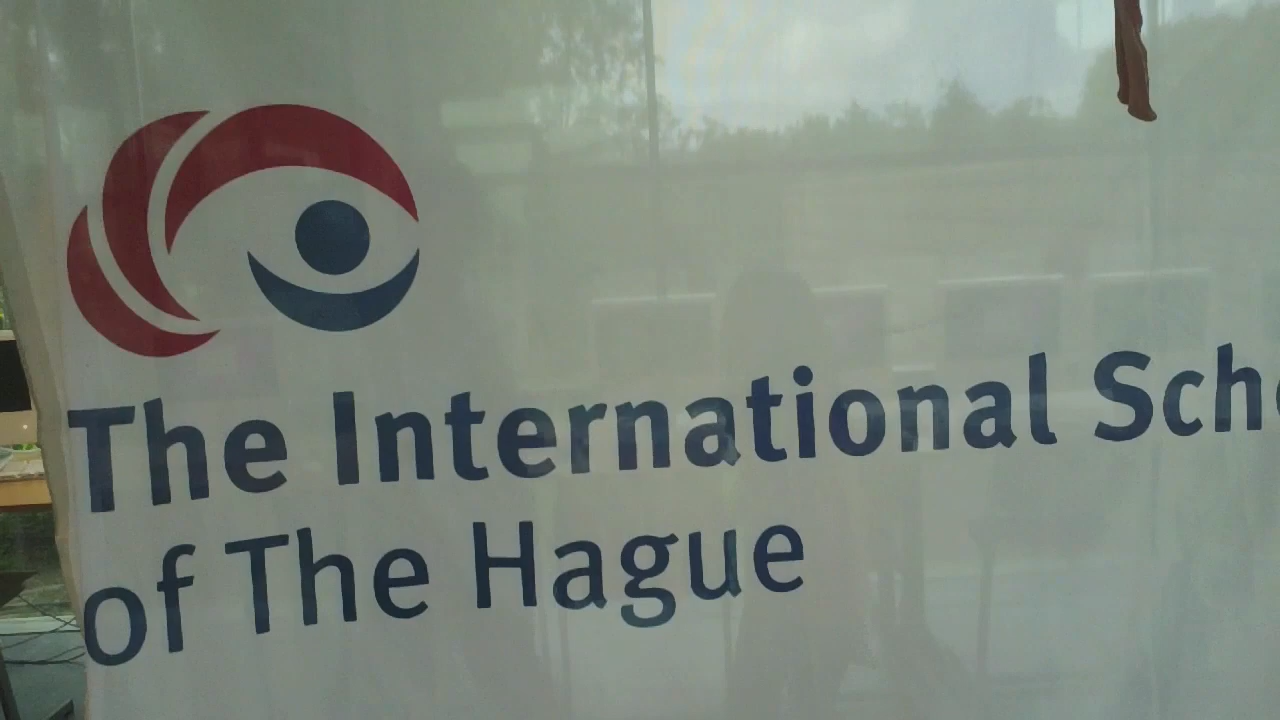 The International Sch
of The Hague